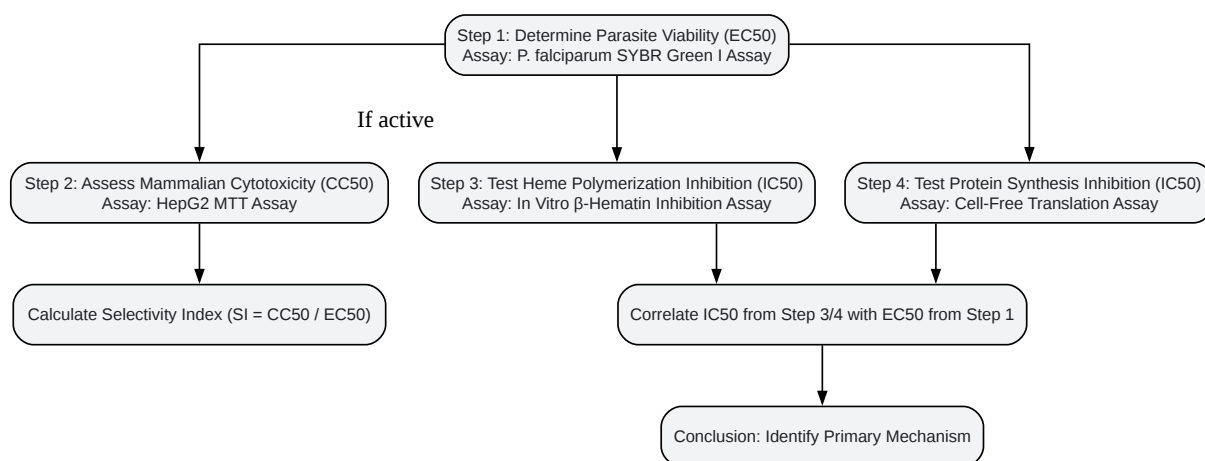 Step 1: Determine Parasite Viability (EC50)
Assay: P. falciparum SYBR Green I Assay
If active
Step 2: Assess Mammalian Cytotoxicity (CC50)
Assay: HepG2 MTT Assay
Step 3: Test Heme Polymerization Inhibition (IC50)
Assay: In Vitro β-Hematin Inhibition Assay
Step 4: Test Protein Synthesis Inhibition (IC50)
Assay: Cell-Free Translation Assay
Calculate Selectivity Index (SI = CC50 / EC50)
Correlate IC50 from Step 3/4 with EC50 from Step 1
Conclusion: Identify Primary Mechanism